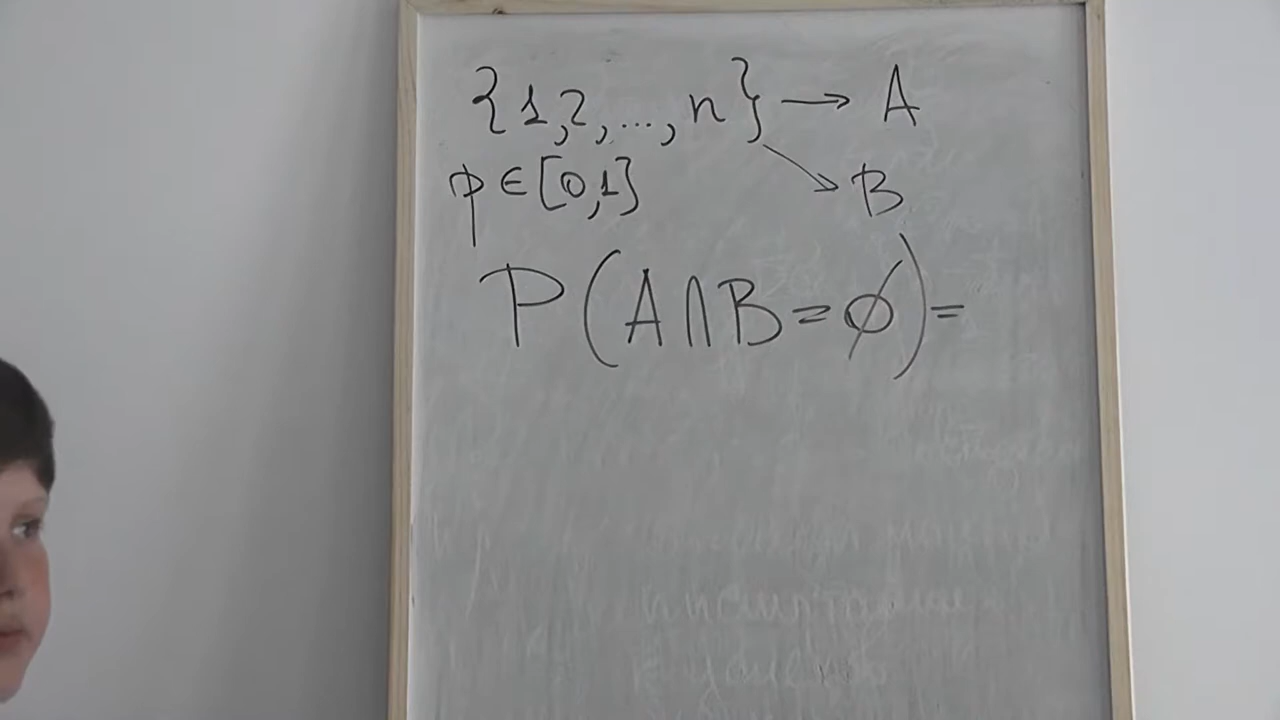 {1,2,...,n} → A
p ∈ [0,1] ↘ B
P(A∩B=∅)=